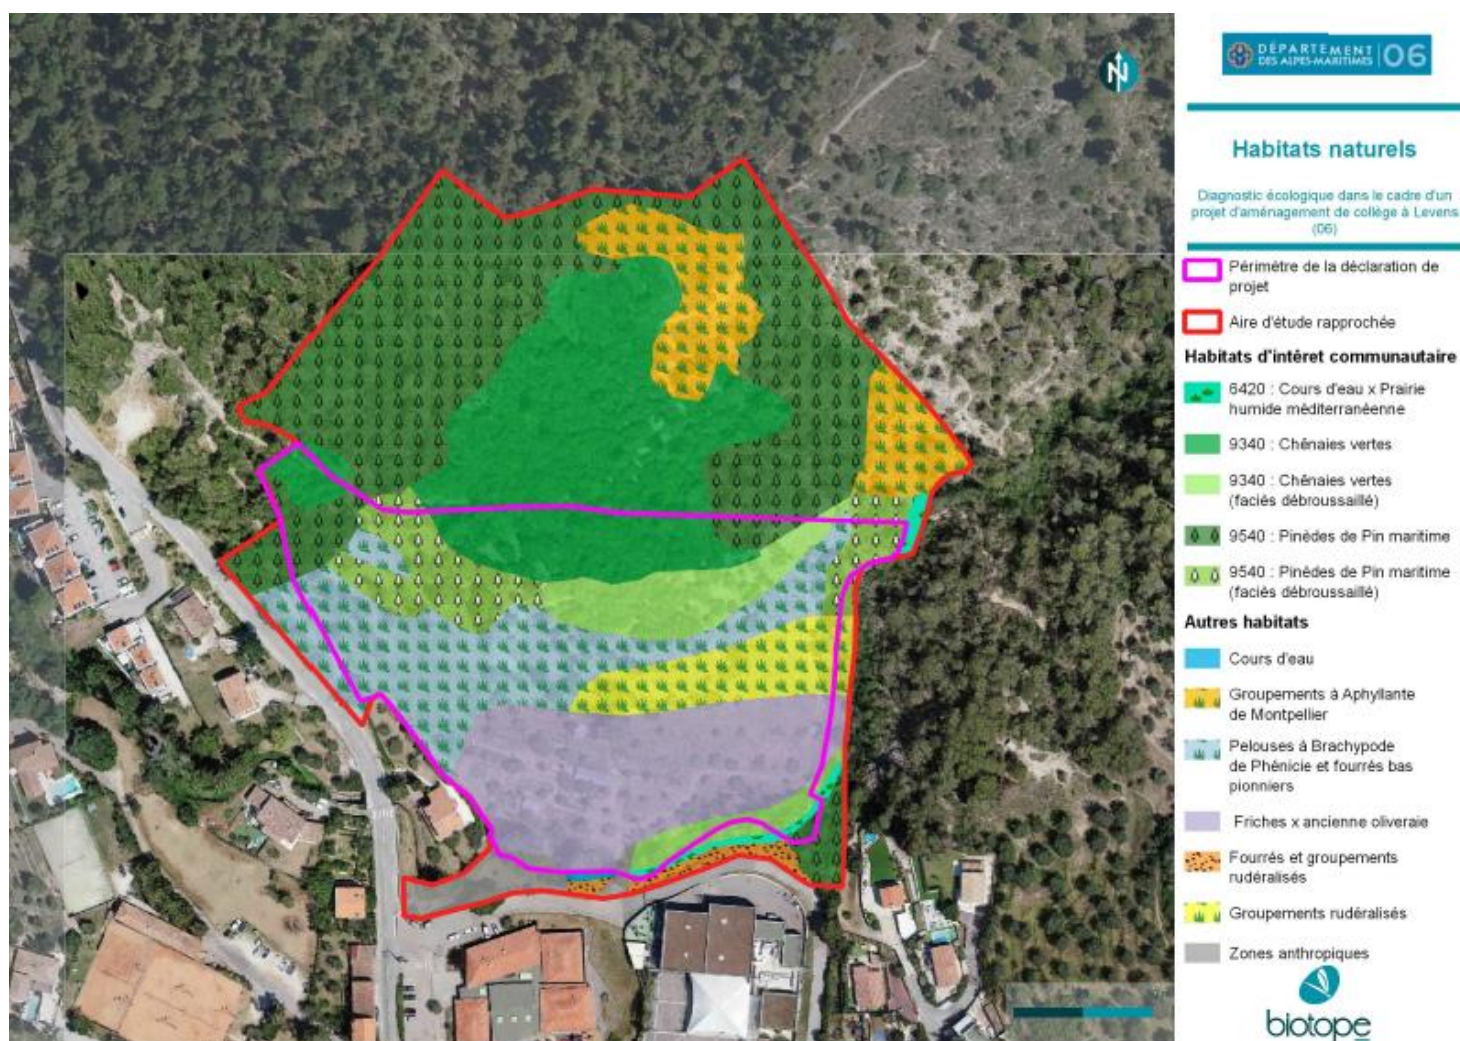 N
DÉPARTEMENT
DES ALPES-MARITIMES
06
Habitats naturels
Diagnostic écologique dans le cadre d'un
projet d'aménagement de collège à Levens
(06)
Périmètre de la déclaration de
projet
Aire d'étude rapprochée
Habitats d'intéret communautaire
6420 : Cours d'eau x Prairie
humide méditerranéenne
9340 : Chênaies vertes
9340 : Chênaies vertes
(faciés débroussaillé)
9540 : Pinèdes de Pin maritime
9540 : Pinèdes de Pin maritime
(faciés débroussaillé)
Autres habitats
Cours d'eau
Groupements à Aphyllante
de Montpellier
Pelouses à Brachypode
de Phénicie et fourrés bas
pionniers
Friches x ancienne oliveraie
Fourrés et groupements
rudéralisés
Groupements rudéralisés
Zones anthropiques
biotope